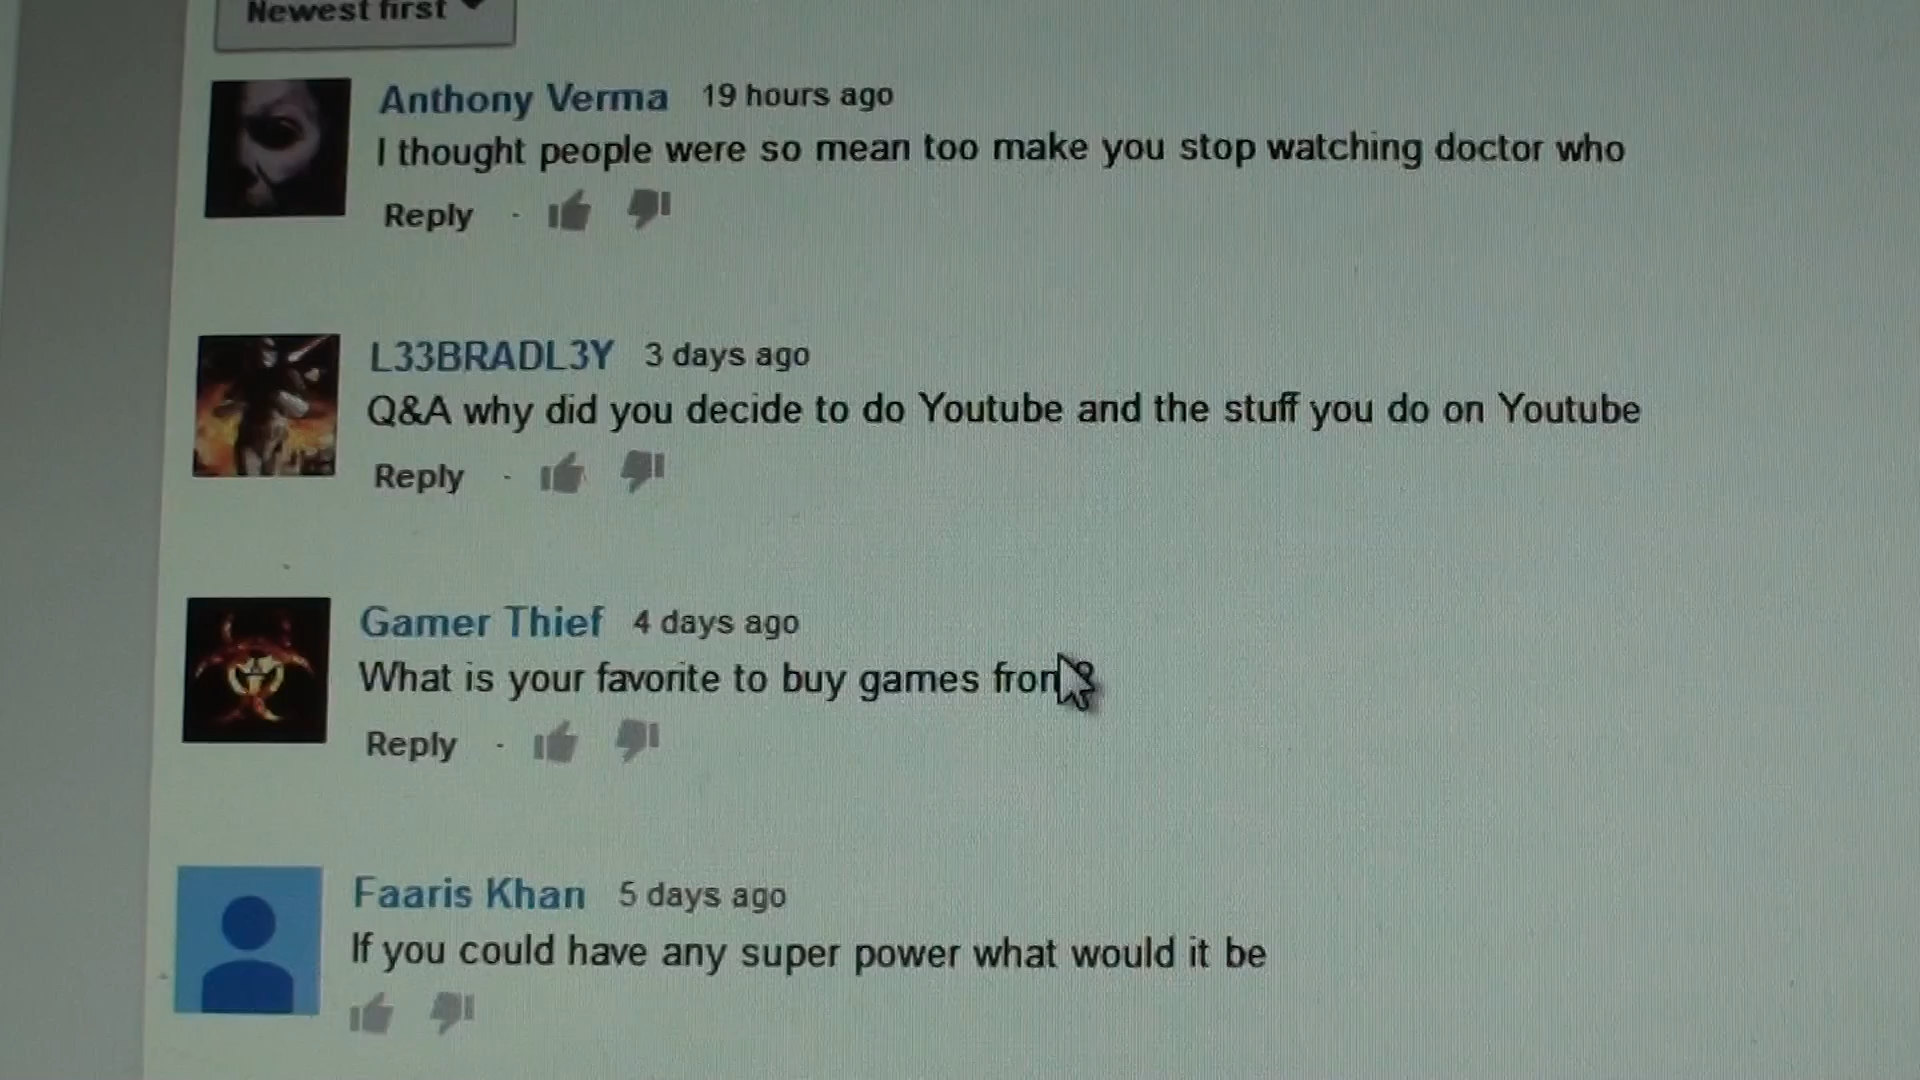 Newest first
Anthony Verma 19 hours ago
I thought people were so mean too make you stop watching doctor who
Reply
L33BRADL3Y 3 days ago
Q&A why did you decide to do Youtube and the stuff you do on Youtube
Reply
Gamer Thief 4 days ago
What is your favorite to buy games from?
Reply
Faaris Khan 5 days ago
If you could have any super power what would it be